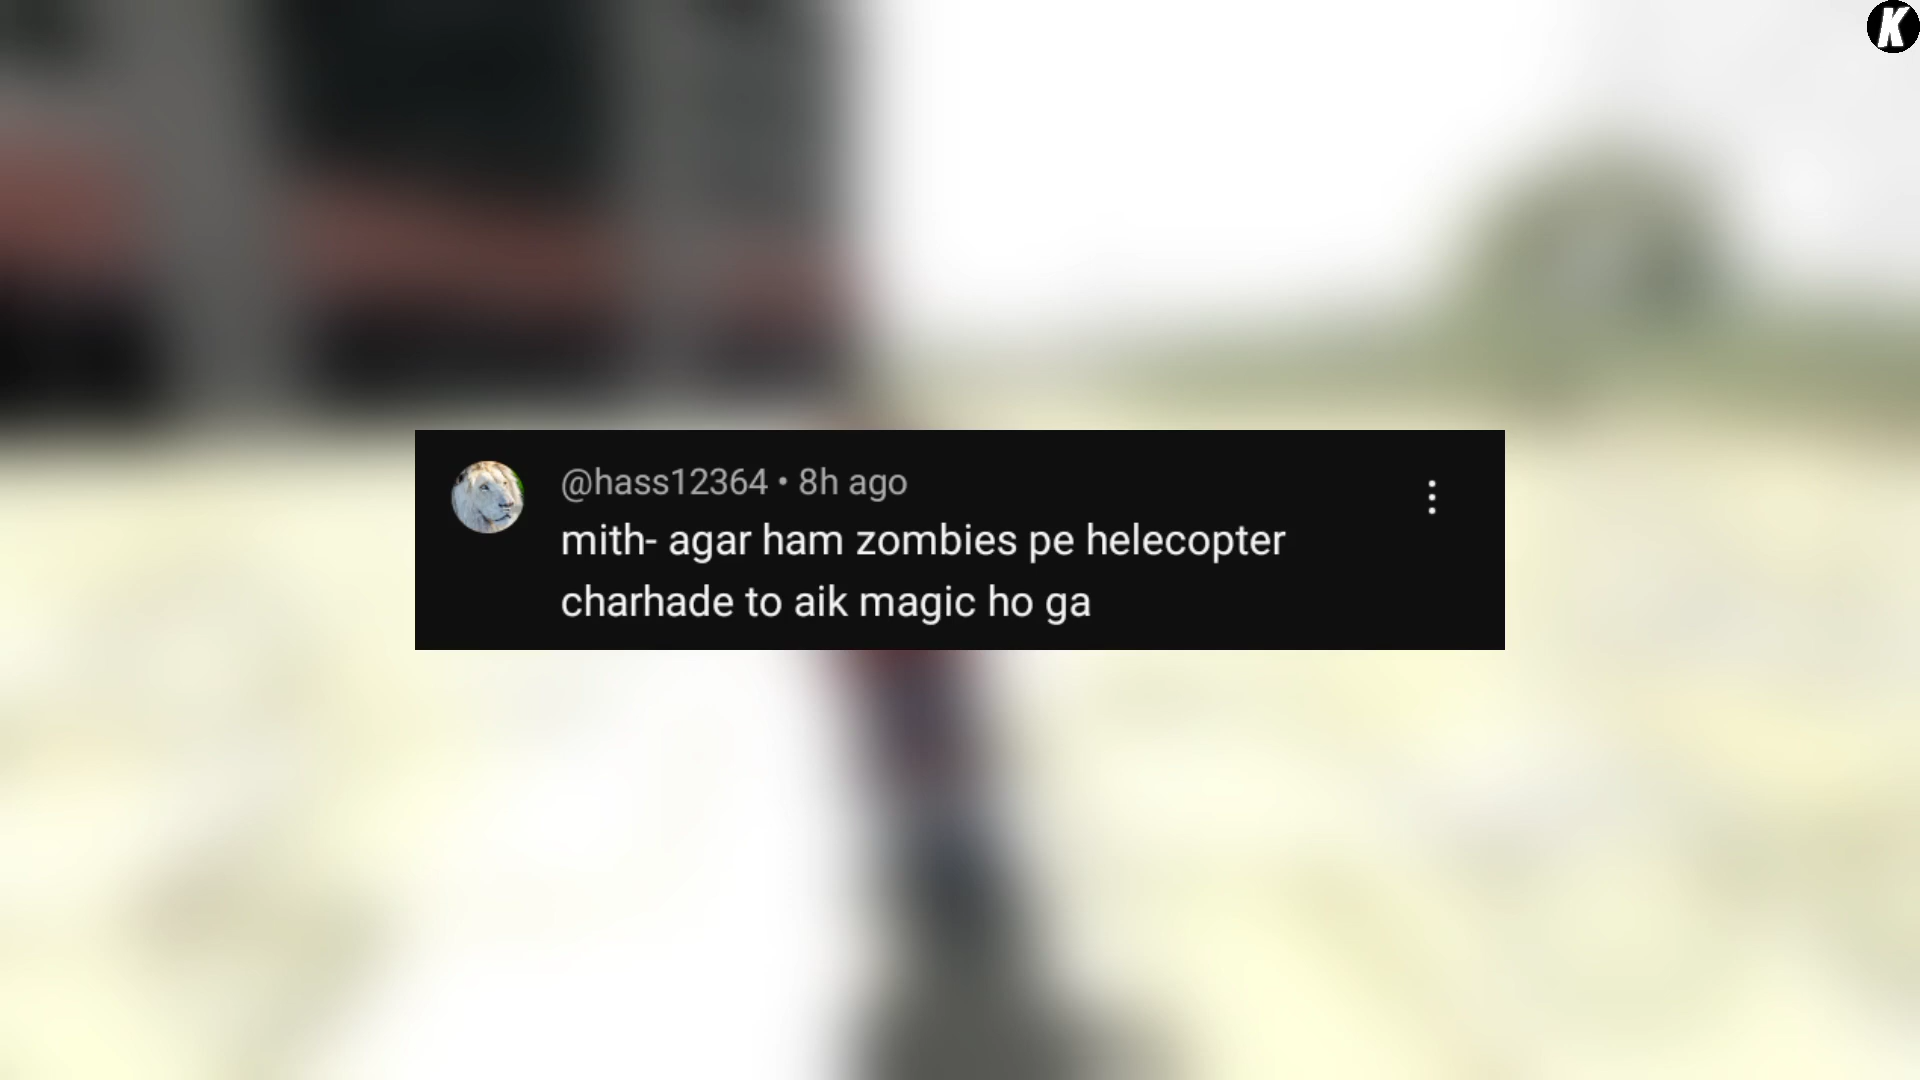 K
@hass12364 • 8h ago
mith- agar ham zombies pe helecopter
charhade to aik magic ho ga